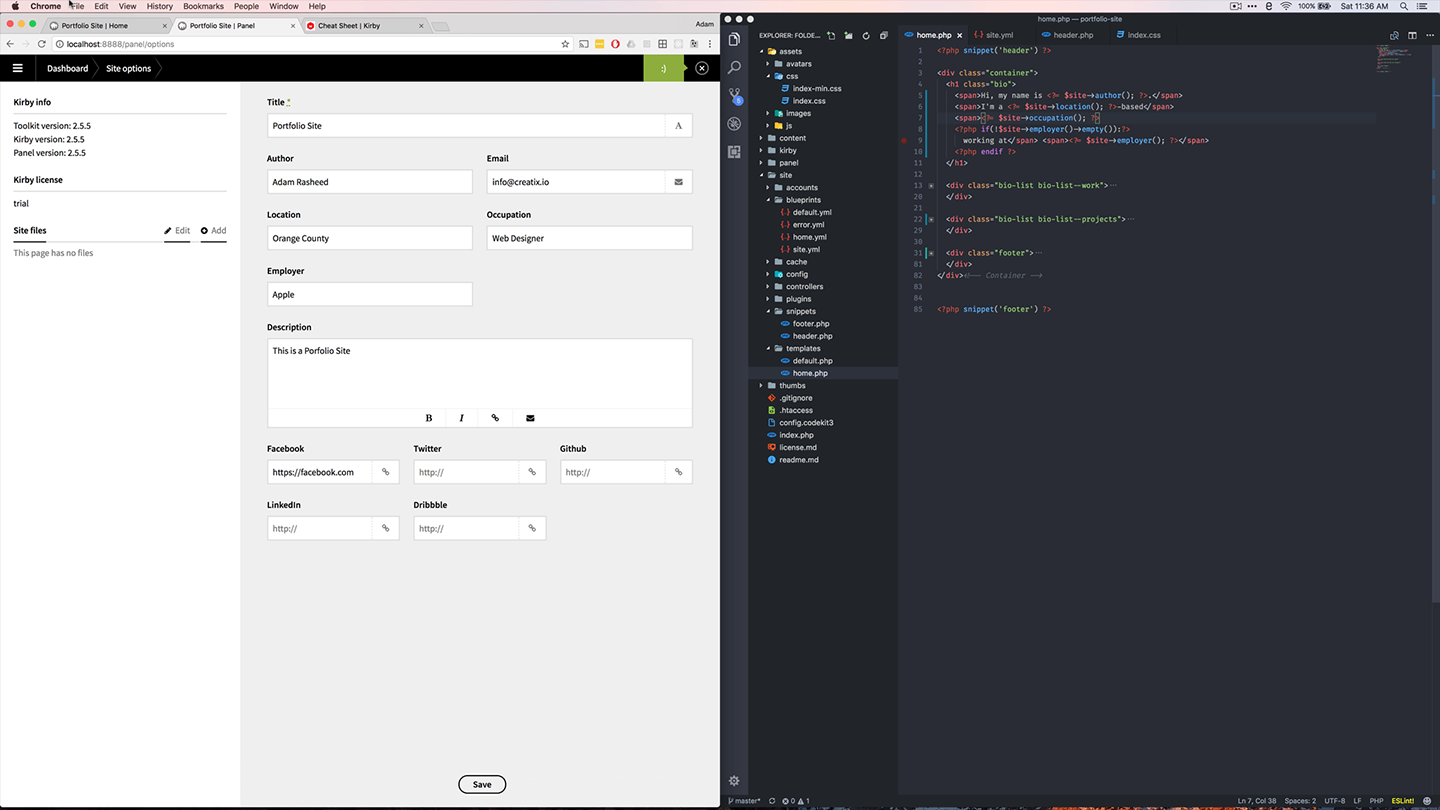 Chrome File Edit View History Bookmarks People Window Help
100% Sat 11:36 AM
Portfolio Site | Home
Portfolio Site | Panel
Cheat Sheet | Kirby
Adam
localhost:8888/panel/options
Dashboard
Site options
:)
Kirby info
Toolkit version: 2.5.5
Kirby version: 2.5.5
Panel version: 2.5.5
Kirby license
trial
Site files
Edit
Add
This page has no files
Title *
Portfolio Site
A
Author
Email
Adam Rasheed
info@creatix.io
Location
Occupation
Orange County
Web Designer
Employer
Apple
Description
This is a Porfolio Site
B I
Facebook
Twitter
Github
https://facebook.com
http://
http://
LinkedIn
Dribbble
http://
http://
Save
home.php — portfolio-site
EXPLORER: FOLDE...
assets
avatars
css
index-min.css
index.css
images
js
content
kirby
panel
site
accounts
blueprints
default.yml
error.yml
home.yml
site.yml
cache
config
controllers
plugins
snippets
footer.php
header.php
templates
default.php
home.php
thumbs
.gitignore
.htaccess
config.codekit3
index.php
license.md
readme.md
home.php
site.yml
header.php
index.css
1 <?php snippet('header') ?>
2
3 <div class="container">
4 <h1 class="bio">
5 <span>Hi, my name is <?= $site→author(); ?>.</span>
6 <span>I'm a <?= $site→location(); ?>-based</span>
7 <span><?= $site→occupation(); ?>
8 <?php if(!$site→employer()→empty()):?>
9 working at</span> <span><?= $site→employer(); ?></span>
10 <?php endif ?>
11 </h1>
12
13 <div class="bio-list bio-list--work">⋯
20 </div>
21
22 <div class="bio-list bio-list--projects">⋯
29 </div>
30
31 <div class="footer">⋯
81 </div>
82 </div><!-- Container -->
83
84
85 <?php snippet('footer') ?>
master*
0 1
Ln 7, Col 38 Spaces: 2 UTF-8 LF PHP ESLint!